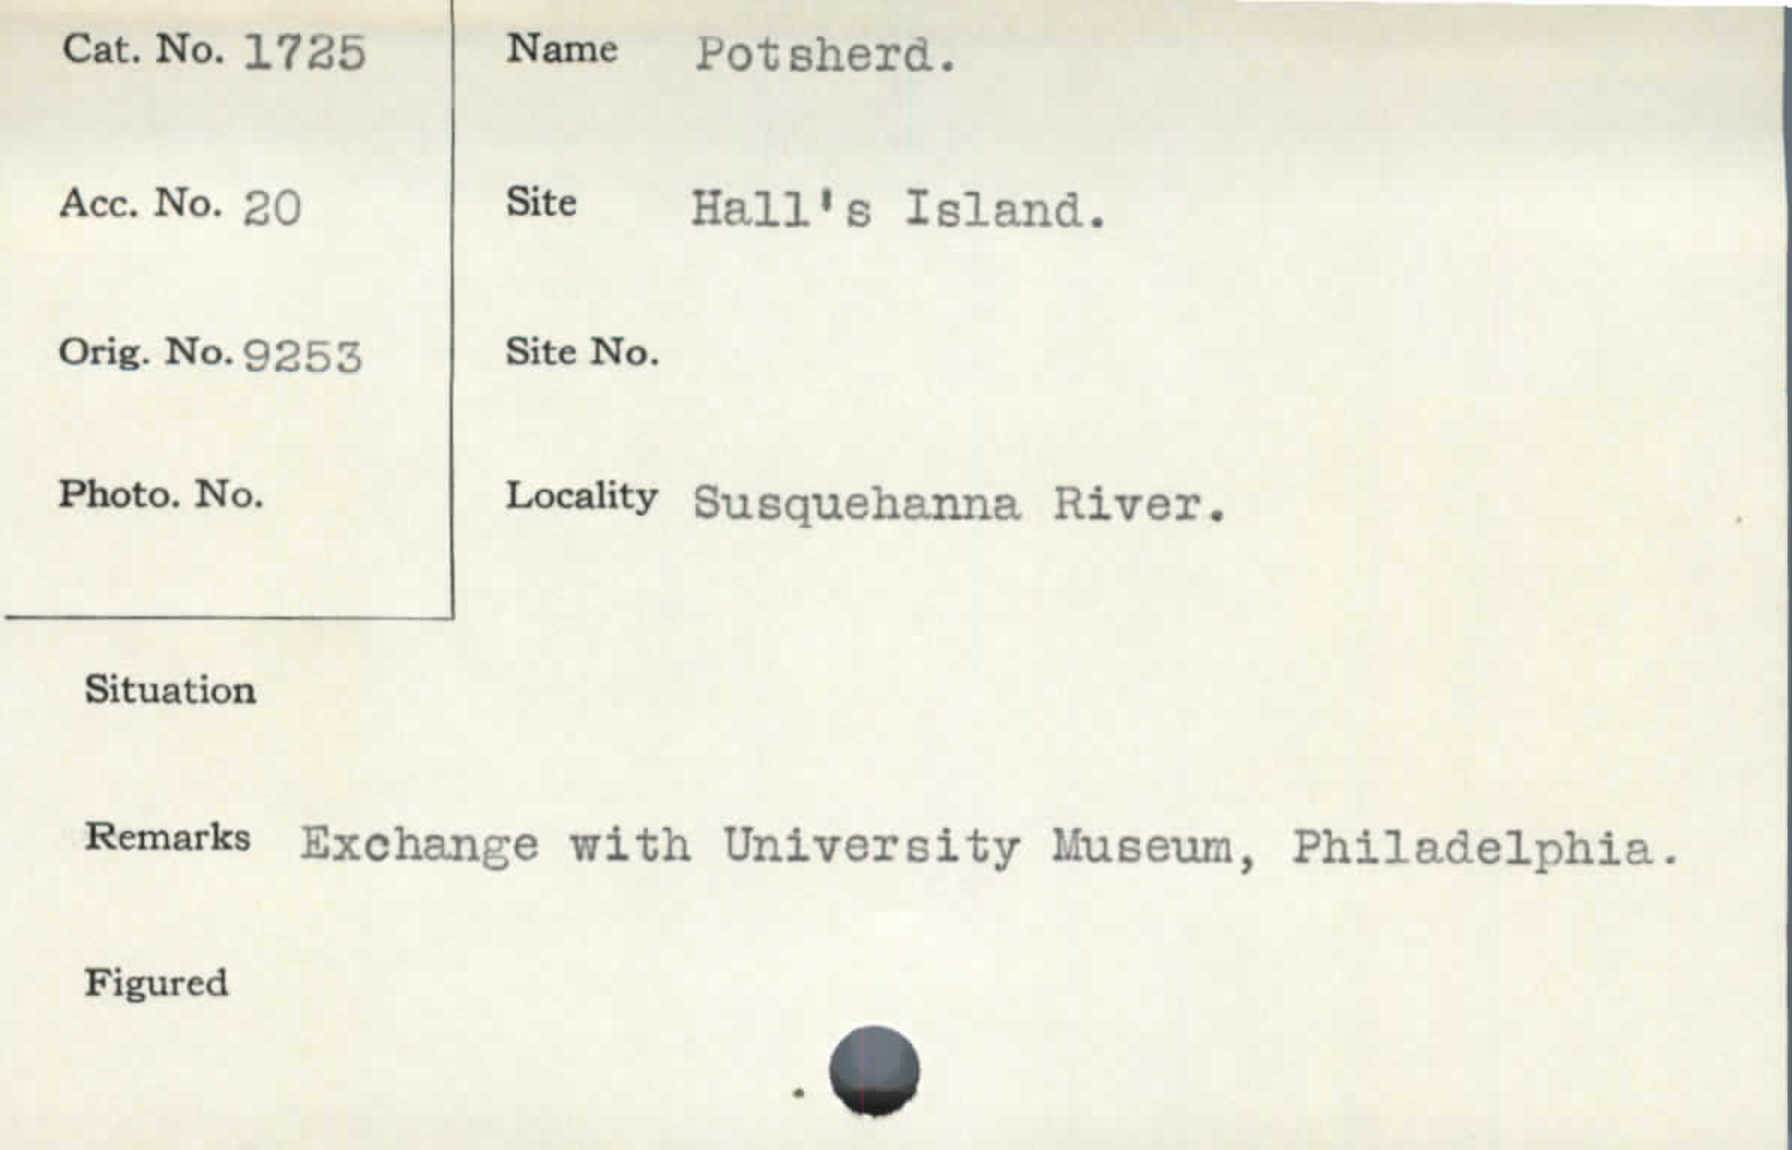 Cat. No. 1725
Name Potsherd.
Acc. No. 20
Site Hall's Island.
Orig. No. 9253
Site No.
Photo. No.
Locality Susquehanna River.
Situation
Remarks Exchange with University Museum, Philadelphia.
Figured